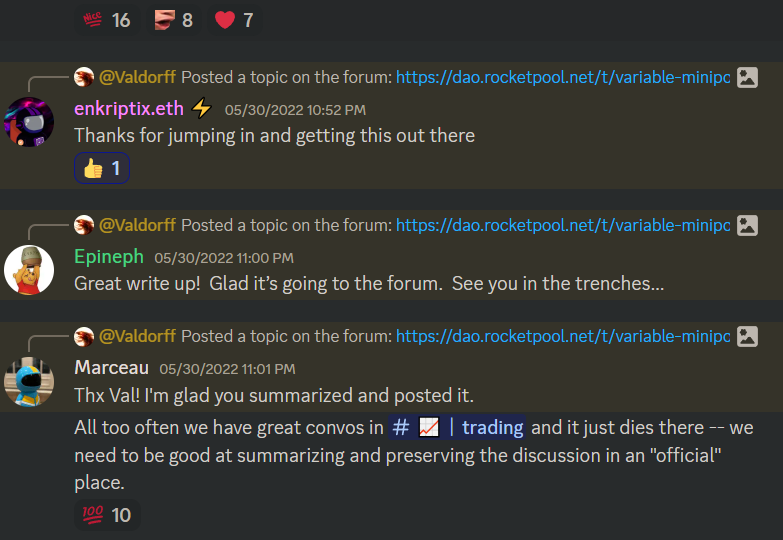 Nice 16 8 7
@Valdorff Posted a topic on the forum: https://dao.rocketpool.net/t/variable-minipc
enkriptix.eth 05/30/2022 10:52 PM
Thanks for jumping in and getting this out there
1
@Valdorff Posted a topic on the forum: https://dao.rocketpool.net/t/variable-minipc
Epineph 05/30/2022 11:00 PM
Great write up! Glad it’s going to the forum. See you in the trenches...
@Valdorff Posted a topic on the forum: https://dao.rocketpool.net/t/variable-minipc
Marceau 05/30/2022 11:01 PM
Thx Val! I'm glad you summarized and posted it.
All too often we have great convos in # 📈 | trading and it just dies there -- we
need to be good at summarizing and preserving the discussion in an "official"
place.
100 10